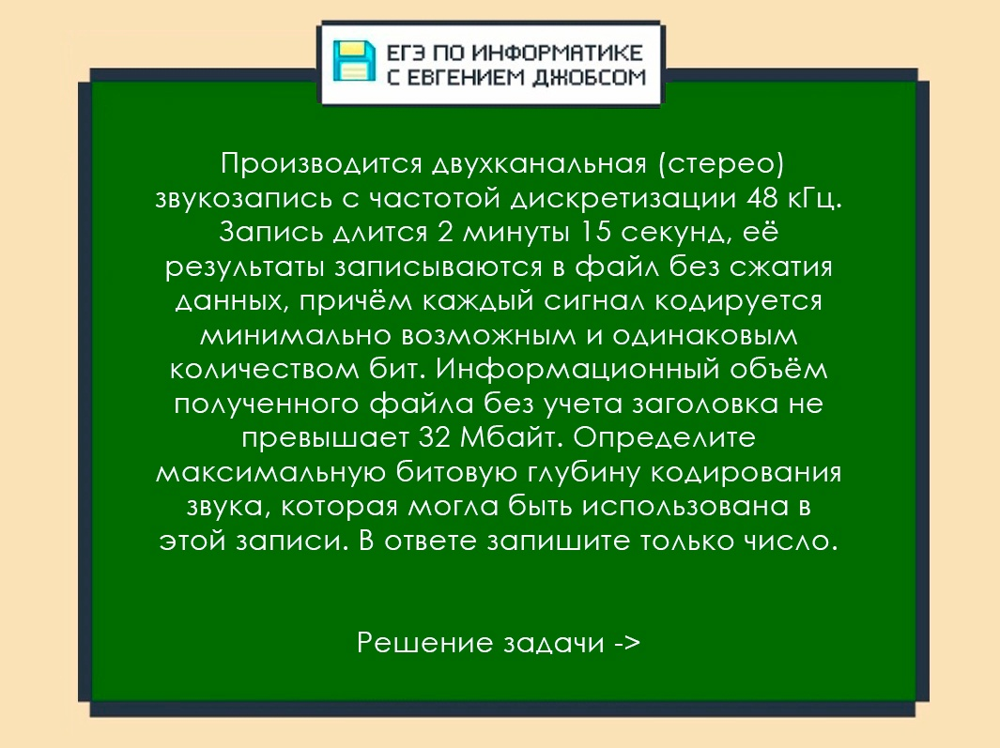 ЕГЭ ПО ИНФОРМАТИКЕ
С ЕВГЕНИЕМ ДЖОБСОМ
Производится двухканальная (стерео)
звукозапись с частотой дискретизации 48 кГц.
Запись длится 2 минуты 15 секунд, её
результаты записываются в файл без сжатия
данных, причём каждый сигнал кодируется
минимально возможным и одинаковым
количеством бит. Информационный объём
полученного файла без учета заголовка не
превышает 32 Мбайт. Определите
максимальную битовую глубину кодирования
звука, которая могла быть использована в
этой записи. В ответе запишите только число.
Решение задачи ->